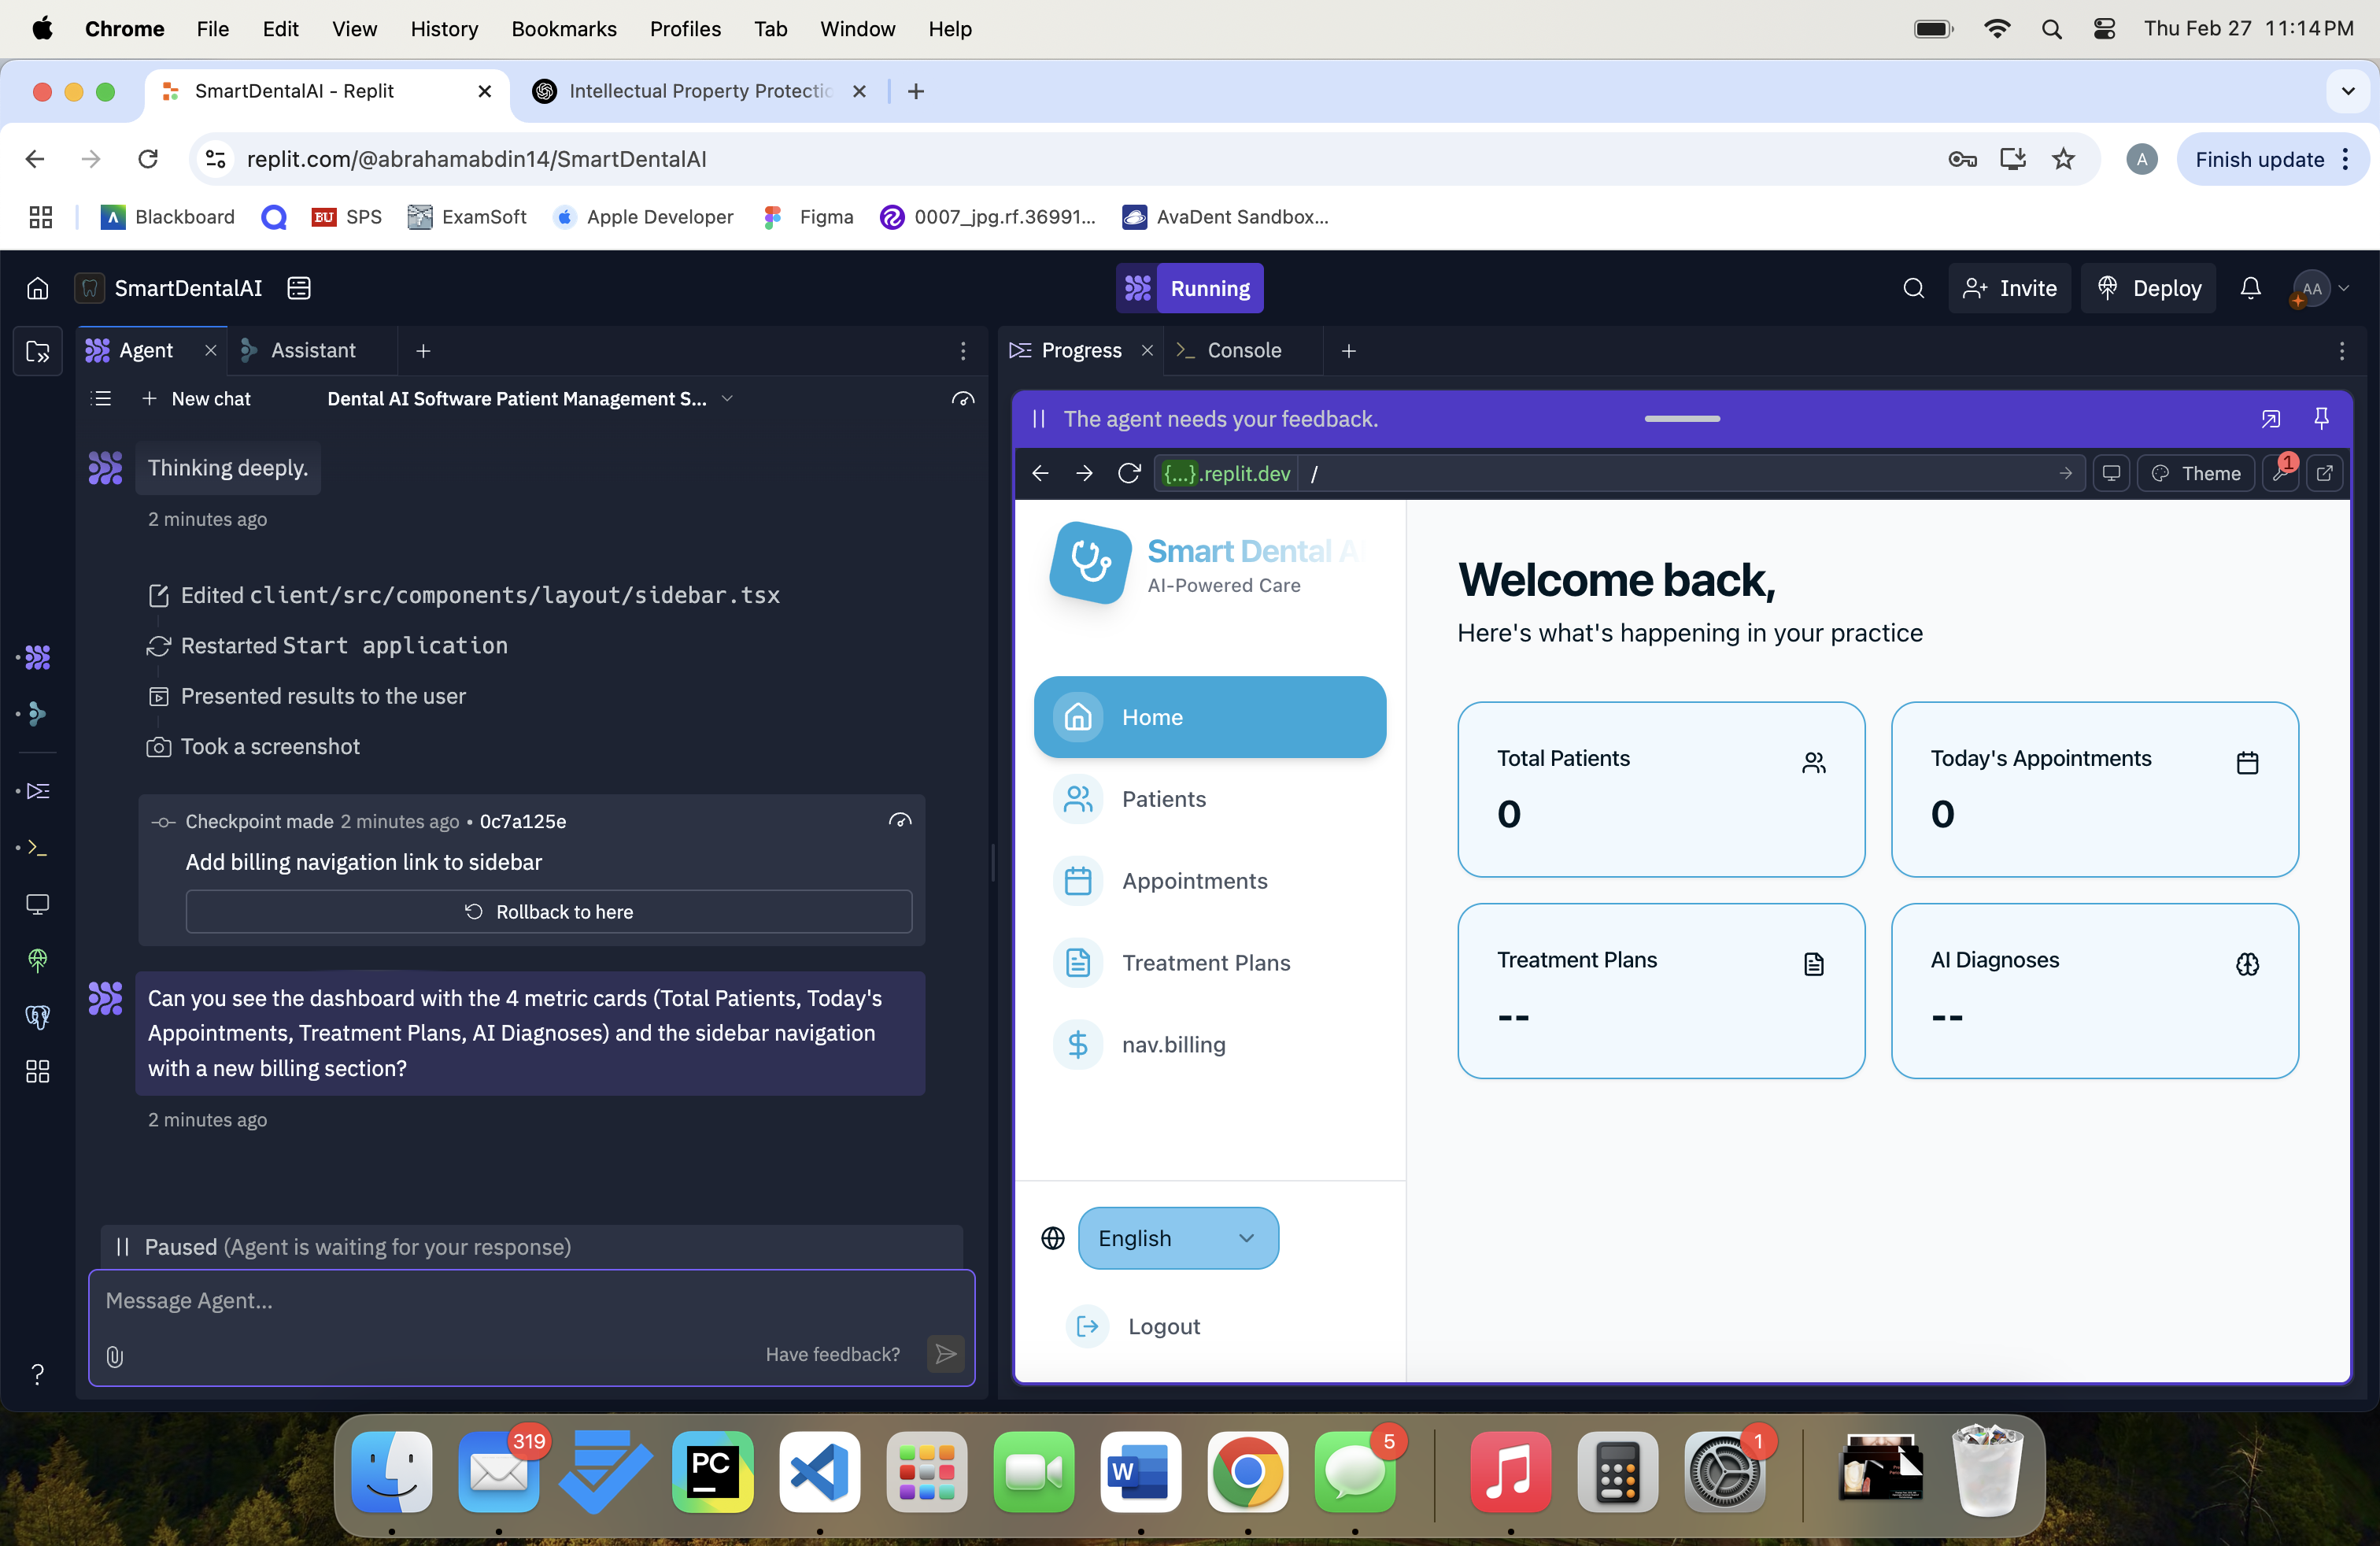 Chrome File Edit View History Bookmarks Profiles Tab Window Help Thu Feb 27 11:14 PM
SmartDentalAI - Replit
Intellectual Property Protectic
replit.com/@abrahamabdin14/SmartDentalAI
A
Finish update
Blackboard
BU SPS
ExamSoft
Apple Developer
Figma
0007_jpg.rf.36991...
AvaDent Sandbox...
SmartDentalAI
Running
Invite
Deploy
AA
Agent
Assistant
Progress
Console
New chat
Dental AI Software Patient Management S...
The agent needs your feedback.
{...}.replit.dev /
Theme
1
Thinking deeply.
2 minutes ago
Edited client/src/components/layout/sidebar.tsx
Restarted Start application
Presented results to the user
Took a screenshot
Checkpoint made 2 minutes ago • 0c7a125e
Add billing navigation link to sidebar
Rollback to here
Can you see the dashboard with the 4 metric cards (Total Patients, Today's
Appointments, Treatment Plans, AI Diagnoses) and the sidebar navigation
with a new billing section?
2 minutes ago
Paused (Agent is waiting for your response)
Message Agent...
Have feedback?
?
Smart Dental A
AI-Powered Care
Home
Patients
Appointments
Treatment Plans
nav.billing
English
Logout
Welcome back,
Here's what's happening in your practice
Total Patients
0
Today's Appointments
0
Treatment Plans
--
AI Diagnoses
--
319
PC
W
5
1